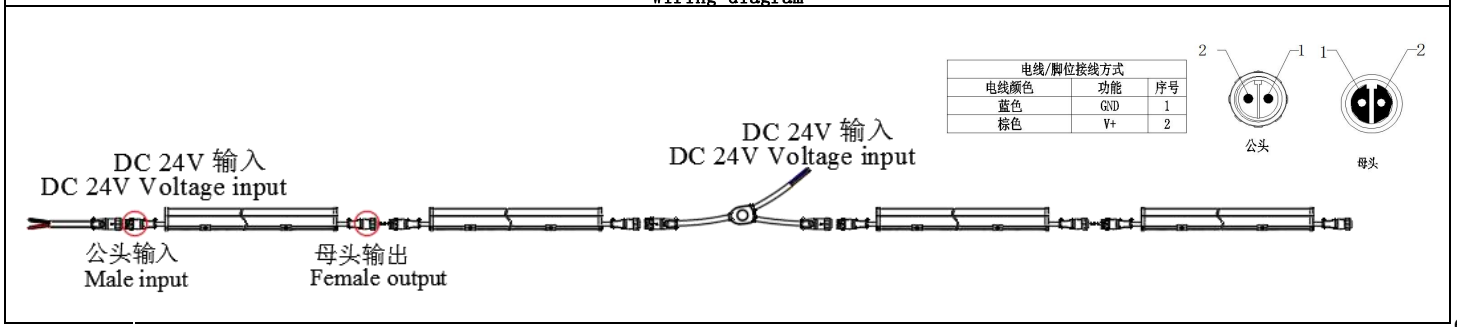 wiring diagram
电线/脚位接线方式
电线颜色 功能 序号
蓝色 GND 1
棕色 V+ 2
2 1
公头
1 2
母头
DC 24V 输入
DC 24V Voltage input
DC 24V 输入
DC 24V Voltage input
公头输入
Male input
母头输出
Female output